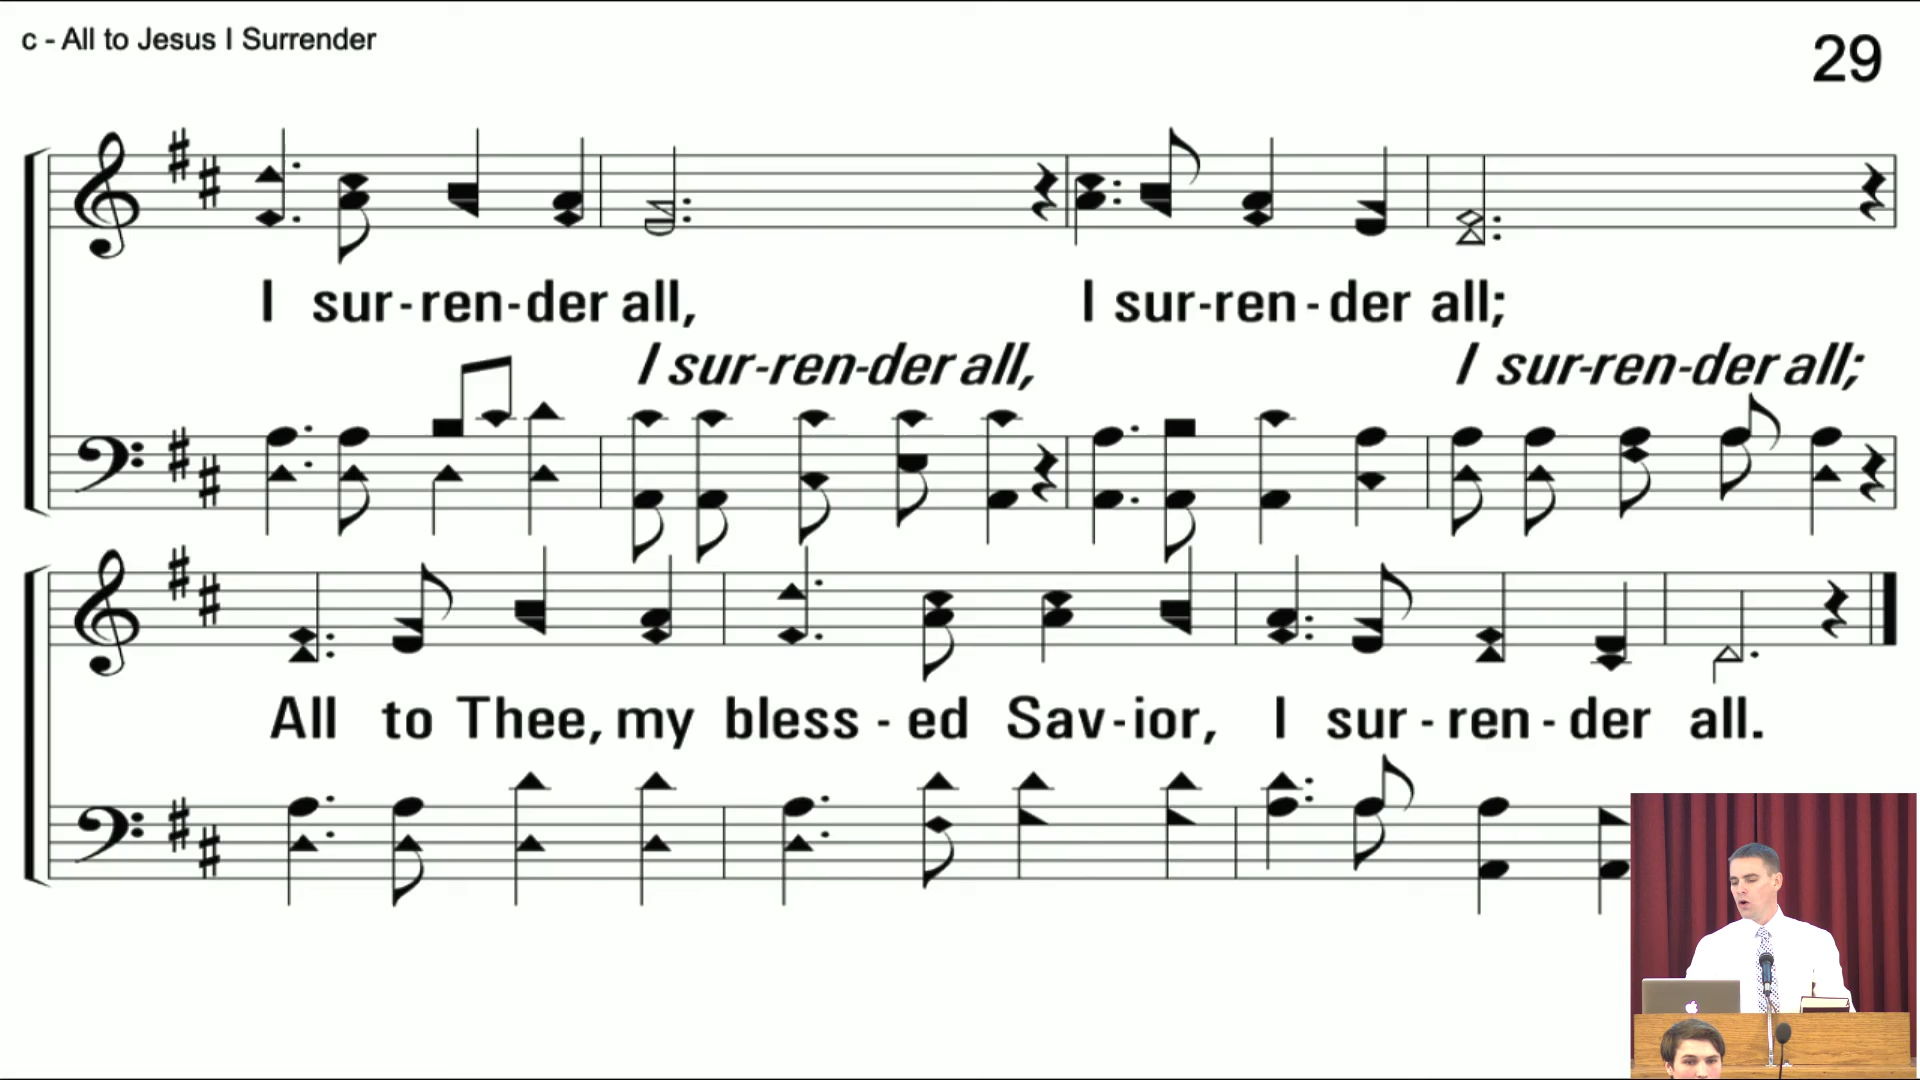 c - All to Jesus I Surrender
29
I sur-ren-der all, I sur-ren-der all;
I sur-ren-der all, I sur-ren-der all;
All to Thee, my bless-ed Sav-ior, I sur-ren-der all.